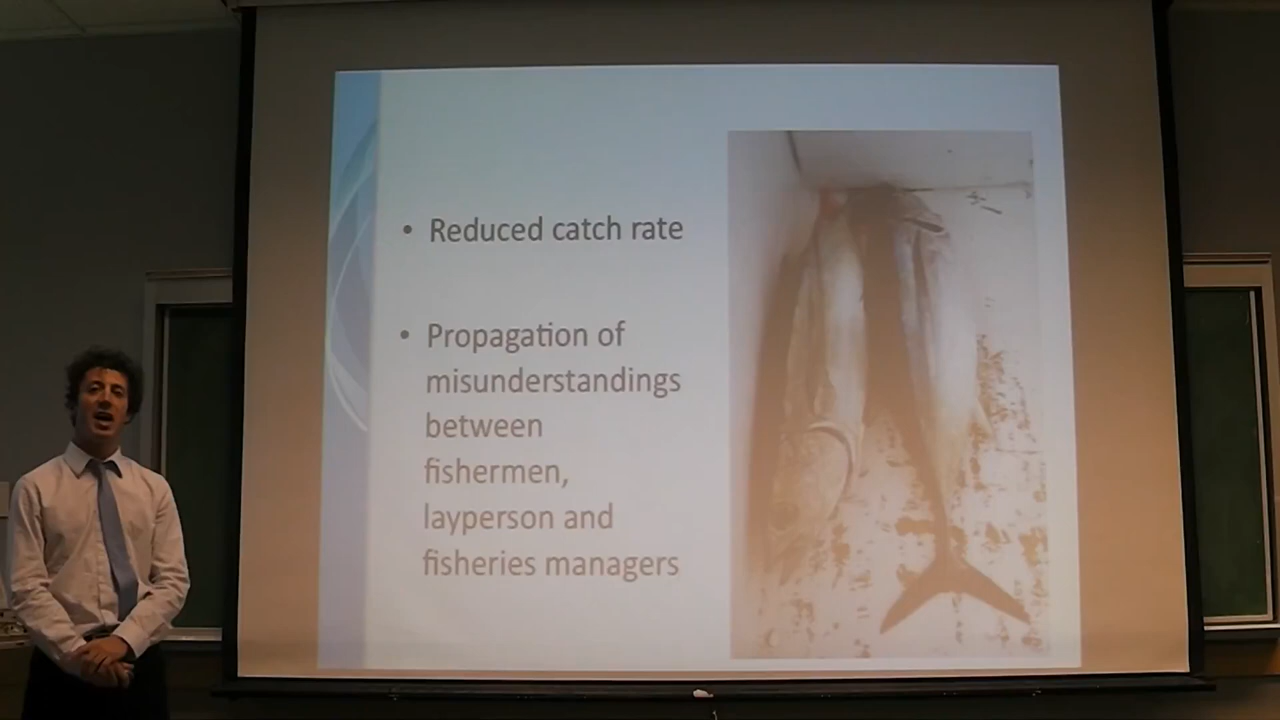 • Reduced catch rate
• Propagation of
misunderstandings
between
fishermen,
layperson and
fisheries managers